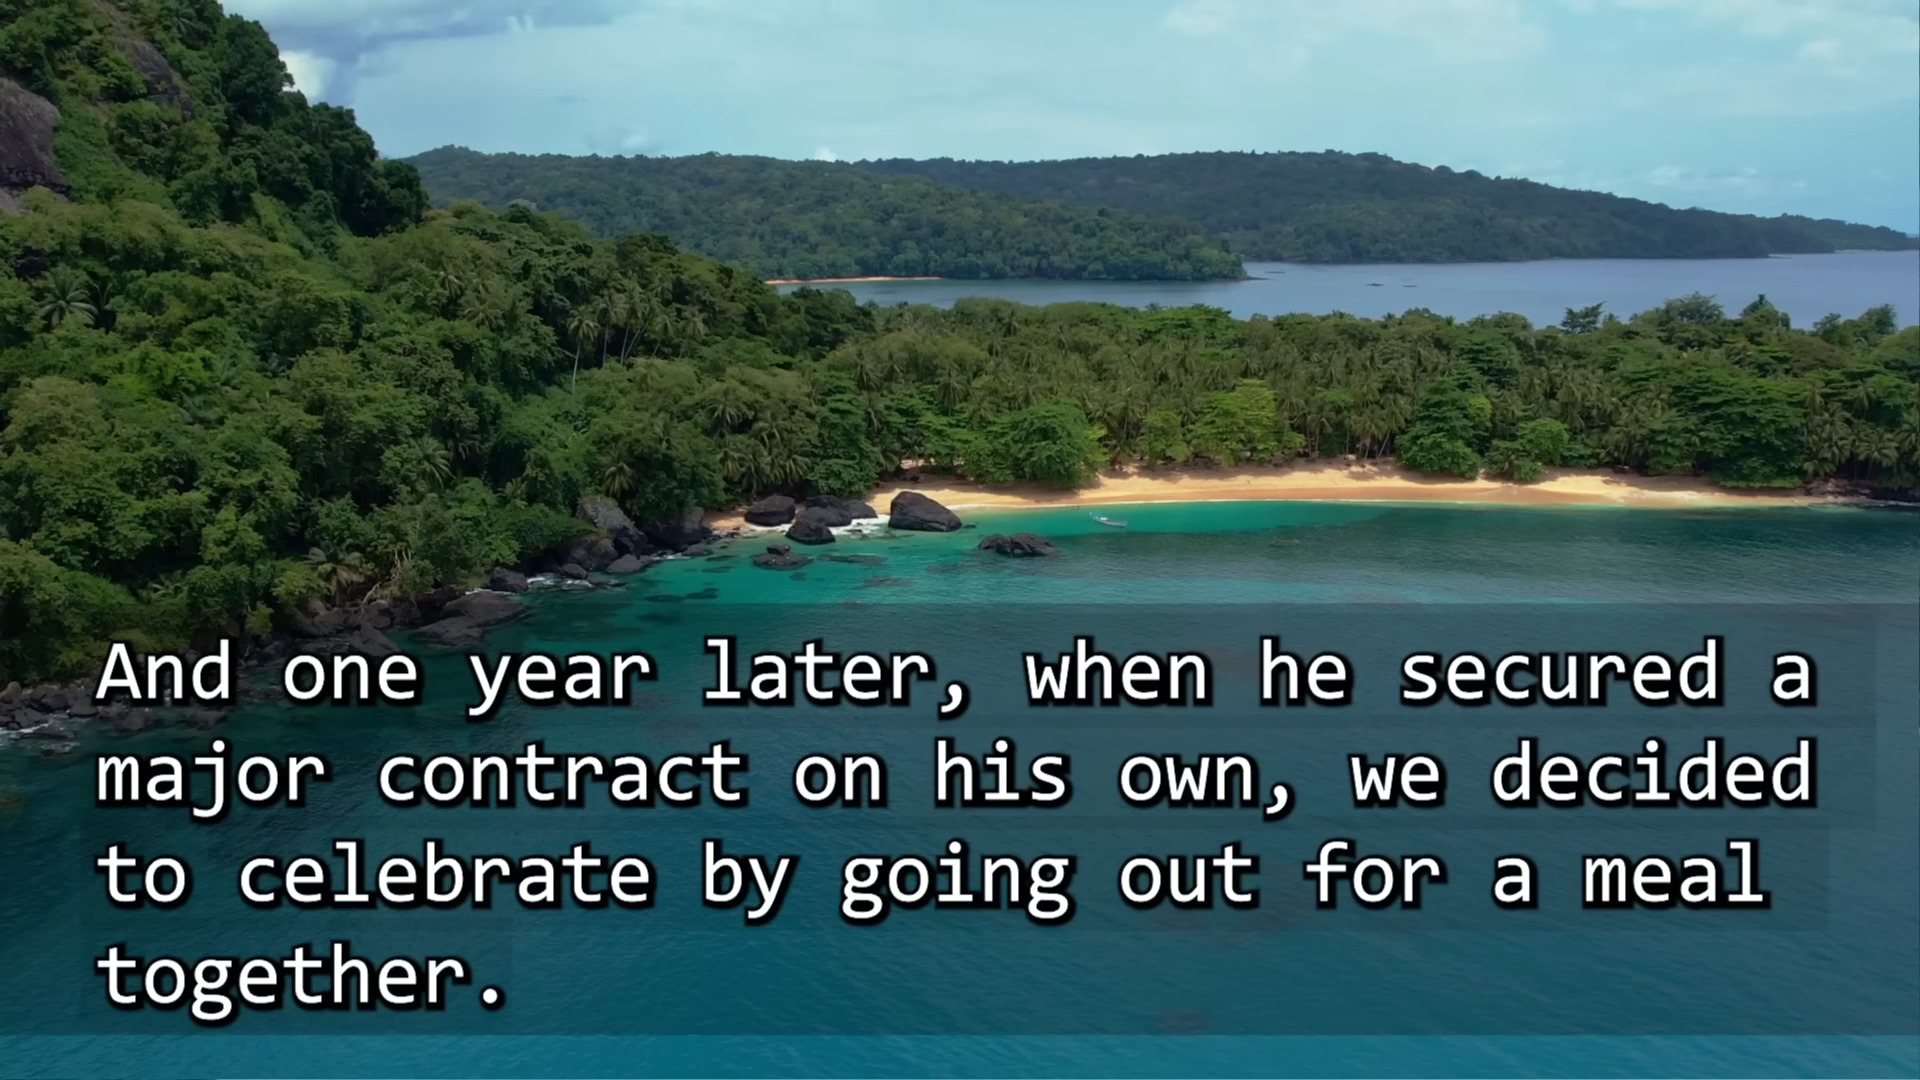 And one year later, when he secured a
major contract on his own, we decided
to celebrate by going out for a meal
together.